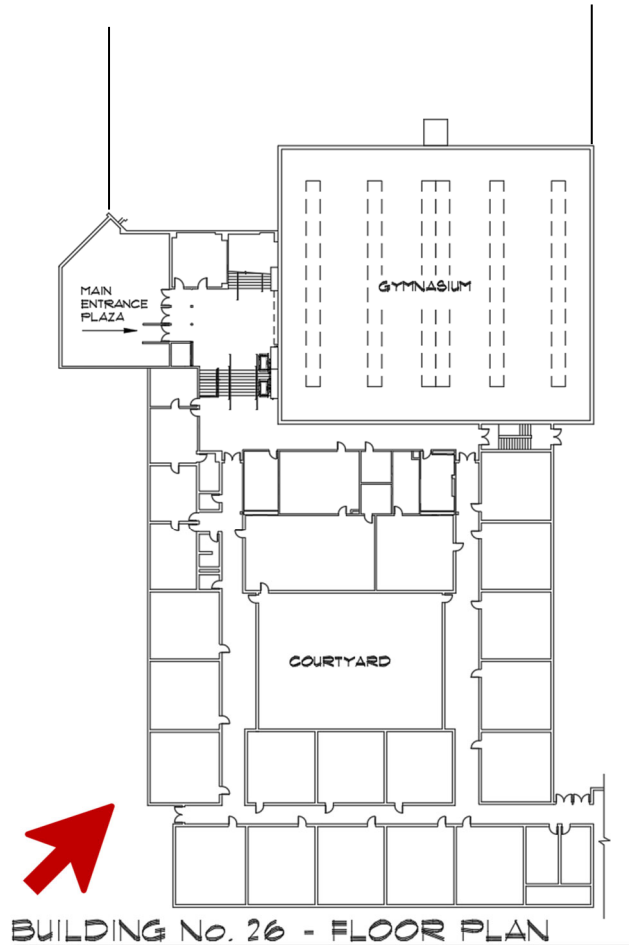 GYMNASIUM
MAIN
ENTRANCE
PLAZA
COURTYARD
BUILDING No. 26 - FLOOR PLAN